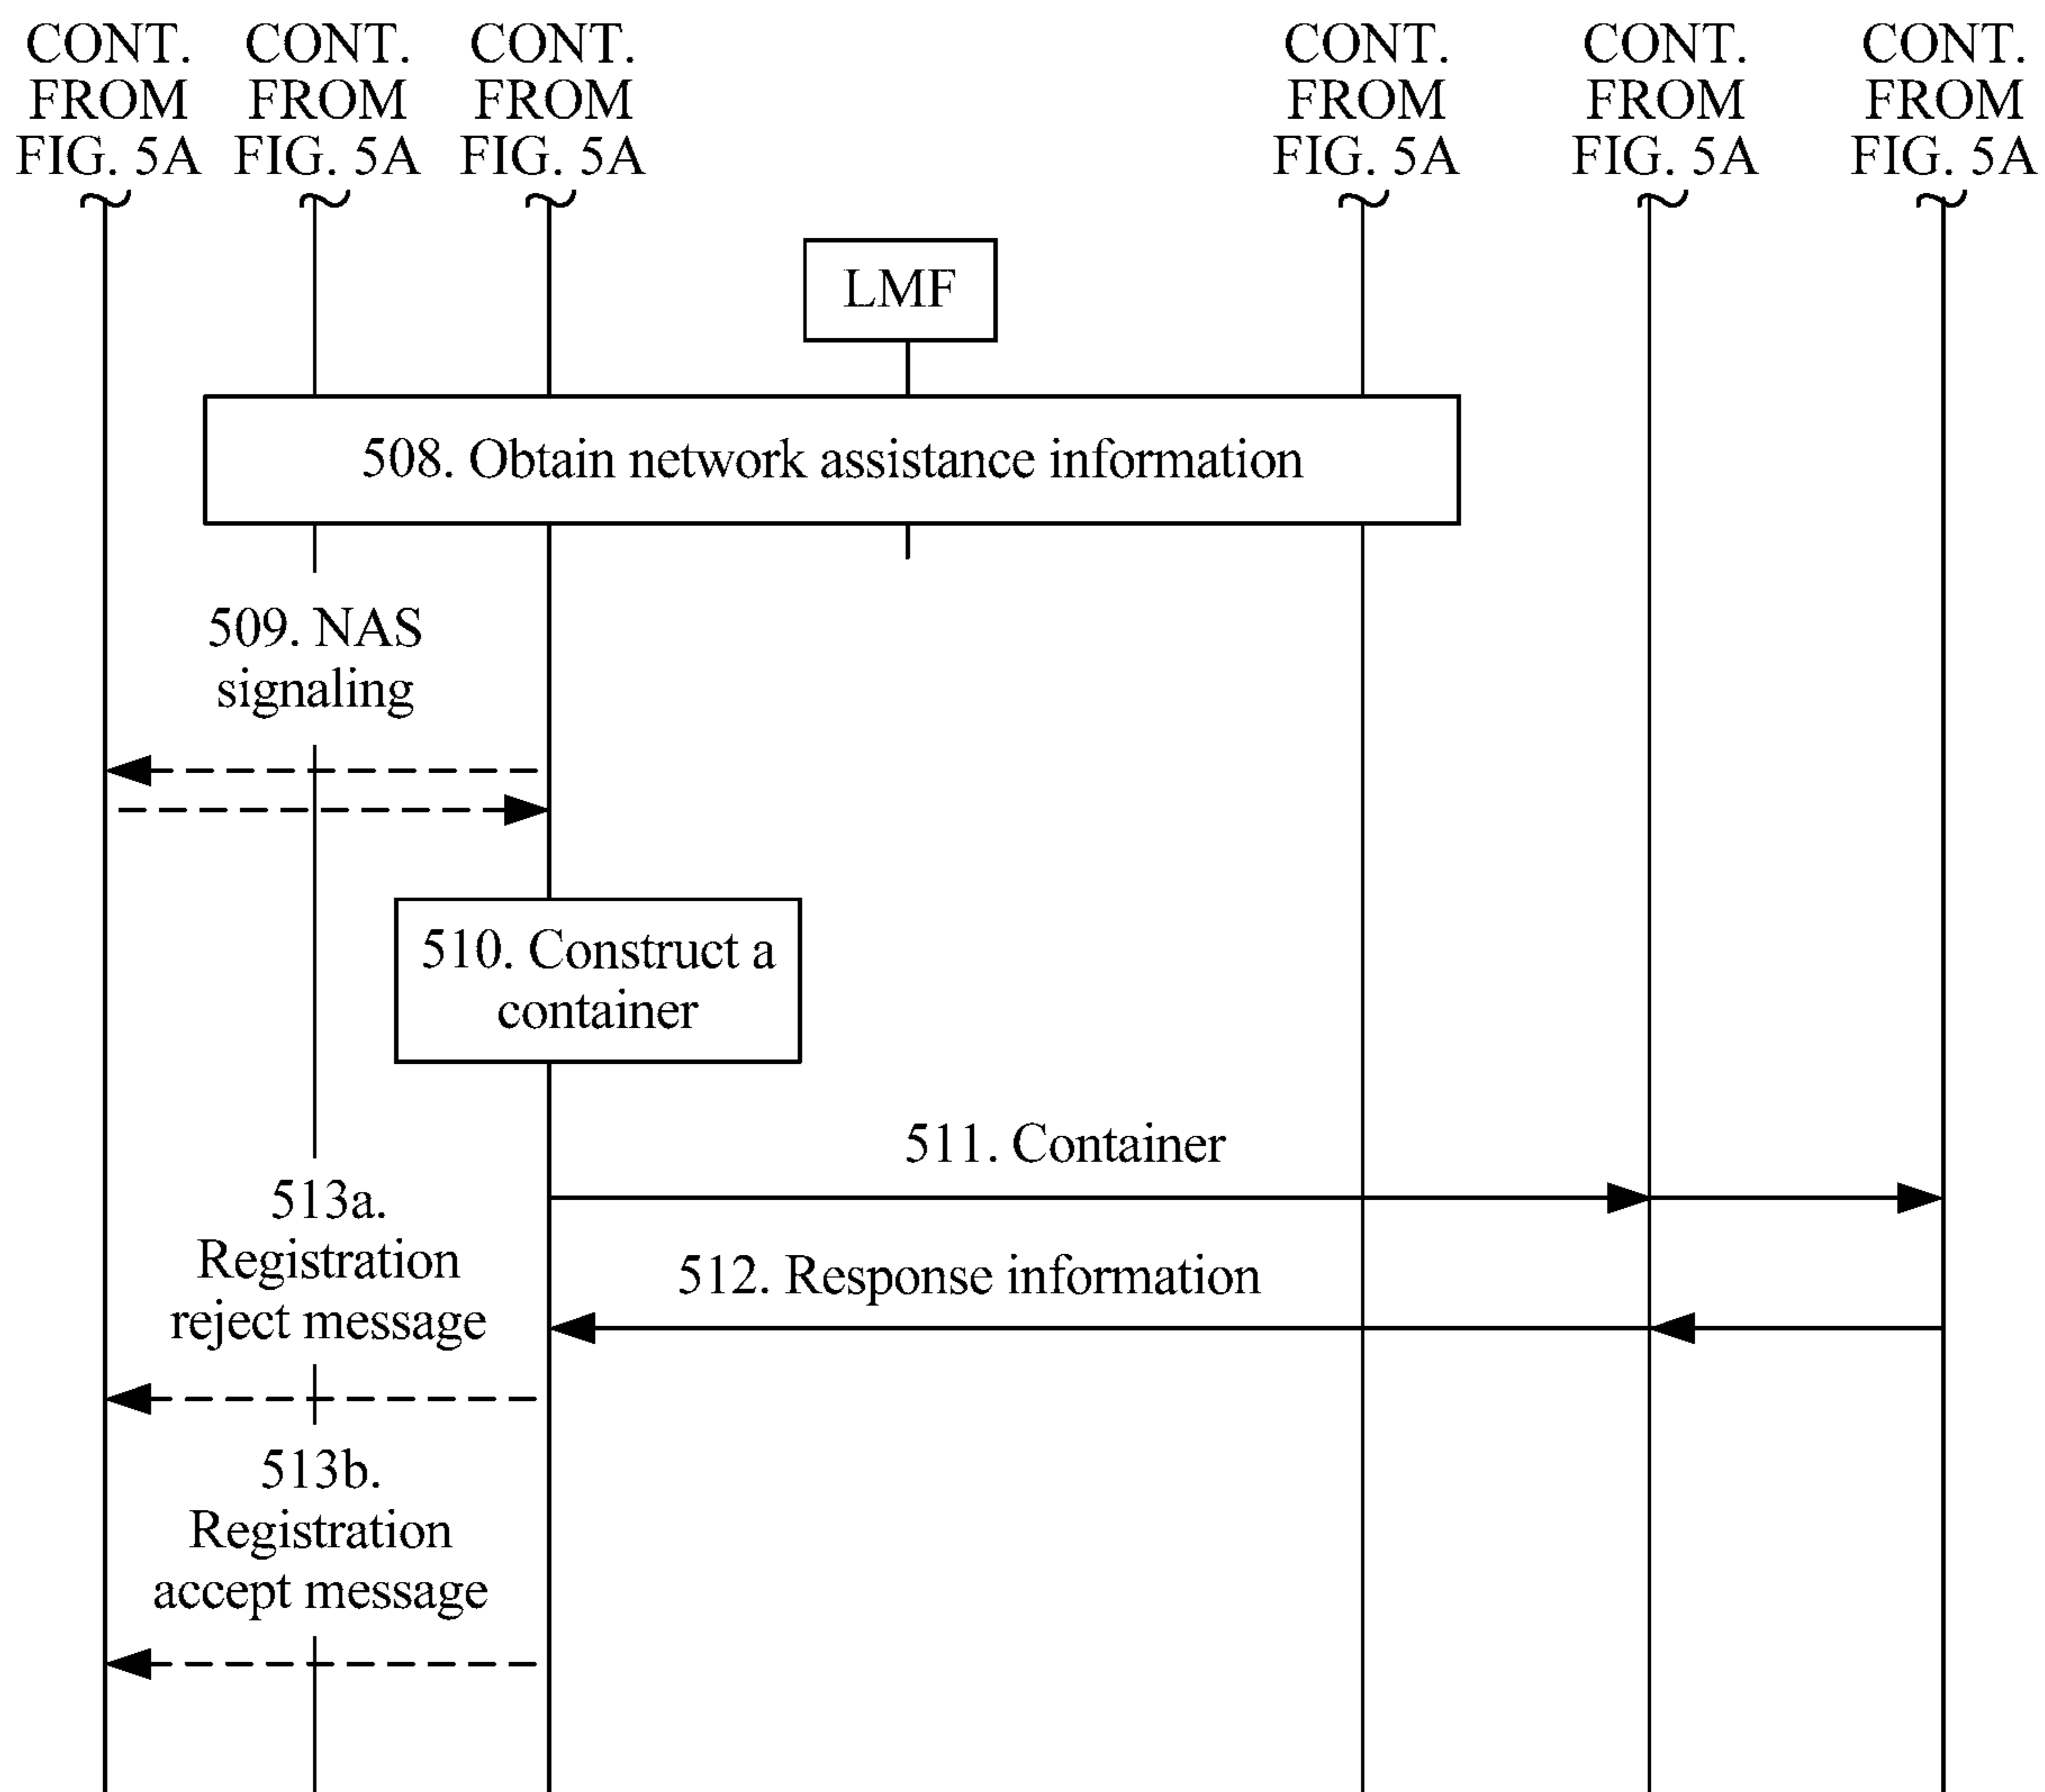 CONT.
FROM
FIG. 5A
CONT.
FROM
FIG. 5A
CONT.
FROM
FIG. 5A
CONT.
FROM
FIG. 5A
CONT.
FROM
FIG. 5A
CONT.
FROM
FIG. 5A
LMF
508. Obtain network assistance information
509. NAS
signaling
510. Construct a
container
511. Container
513a.
Registration
reject message
512. Response information
513b.
Registration
accept message